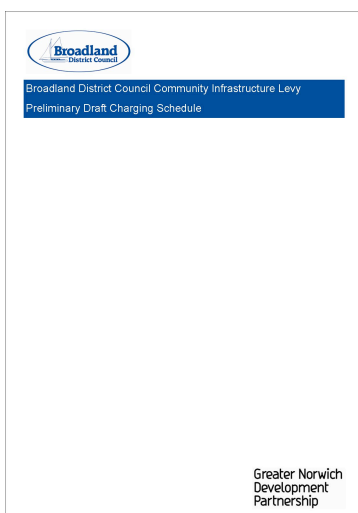 Broadland
District Council
Broadland District Council Community Infrastructure Levy
Preliminary Draft Charging Schedule
Greater Norwich
Development
Partnership